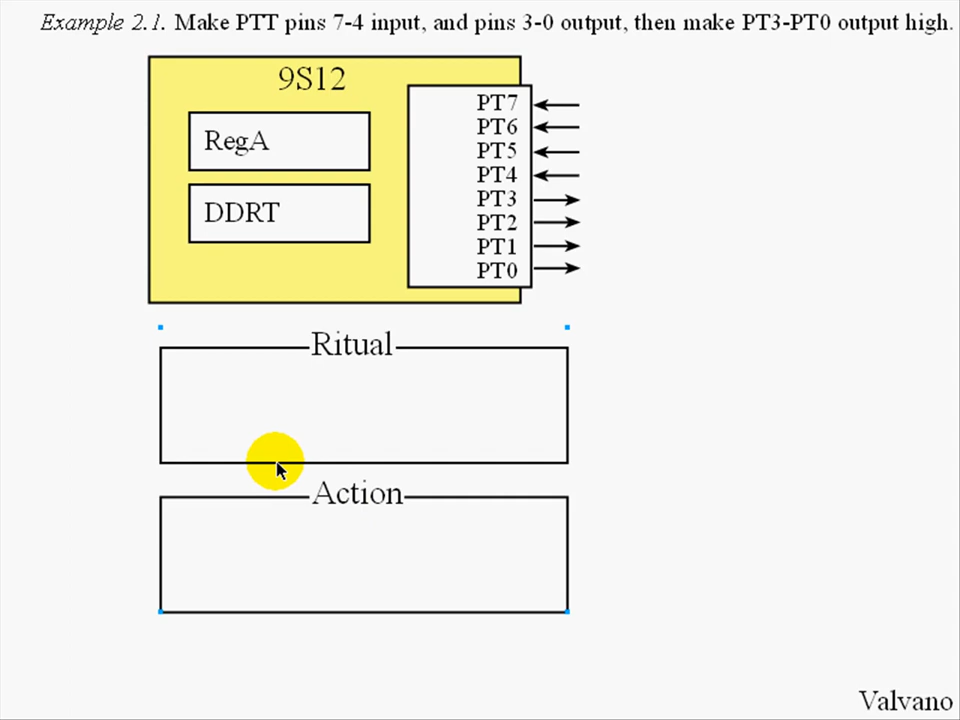 Example 2.1. Make PTT pins 7-4 input, and pins 3-0 output, then make PT3-PT0 output high.
9S12
RegA
DDRT
PT7
PT6
PT5
PT4
PT3
PT2
PT1
PT0
Ritual
Action
Valvano